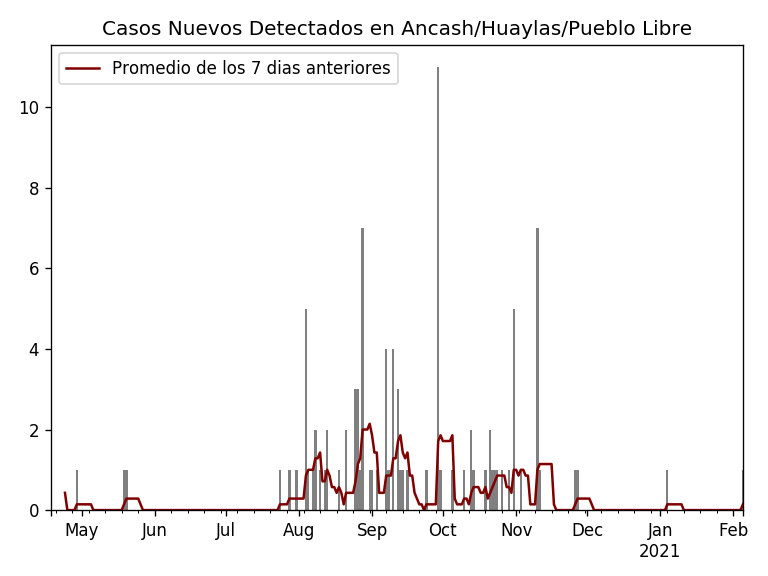 Casos Nuevos Detectados en Ancash/Huaylas/Pueblo Libre
Promedio de los 7 dias anteriores
10
8
6
4
2
0
May Jun Jul Aug Sep Oct Nov Dec Jan Feb
2021